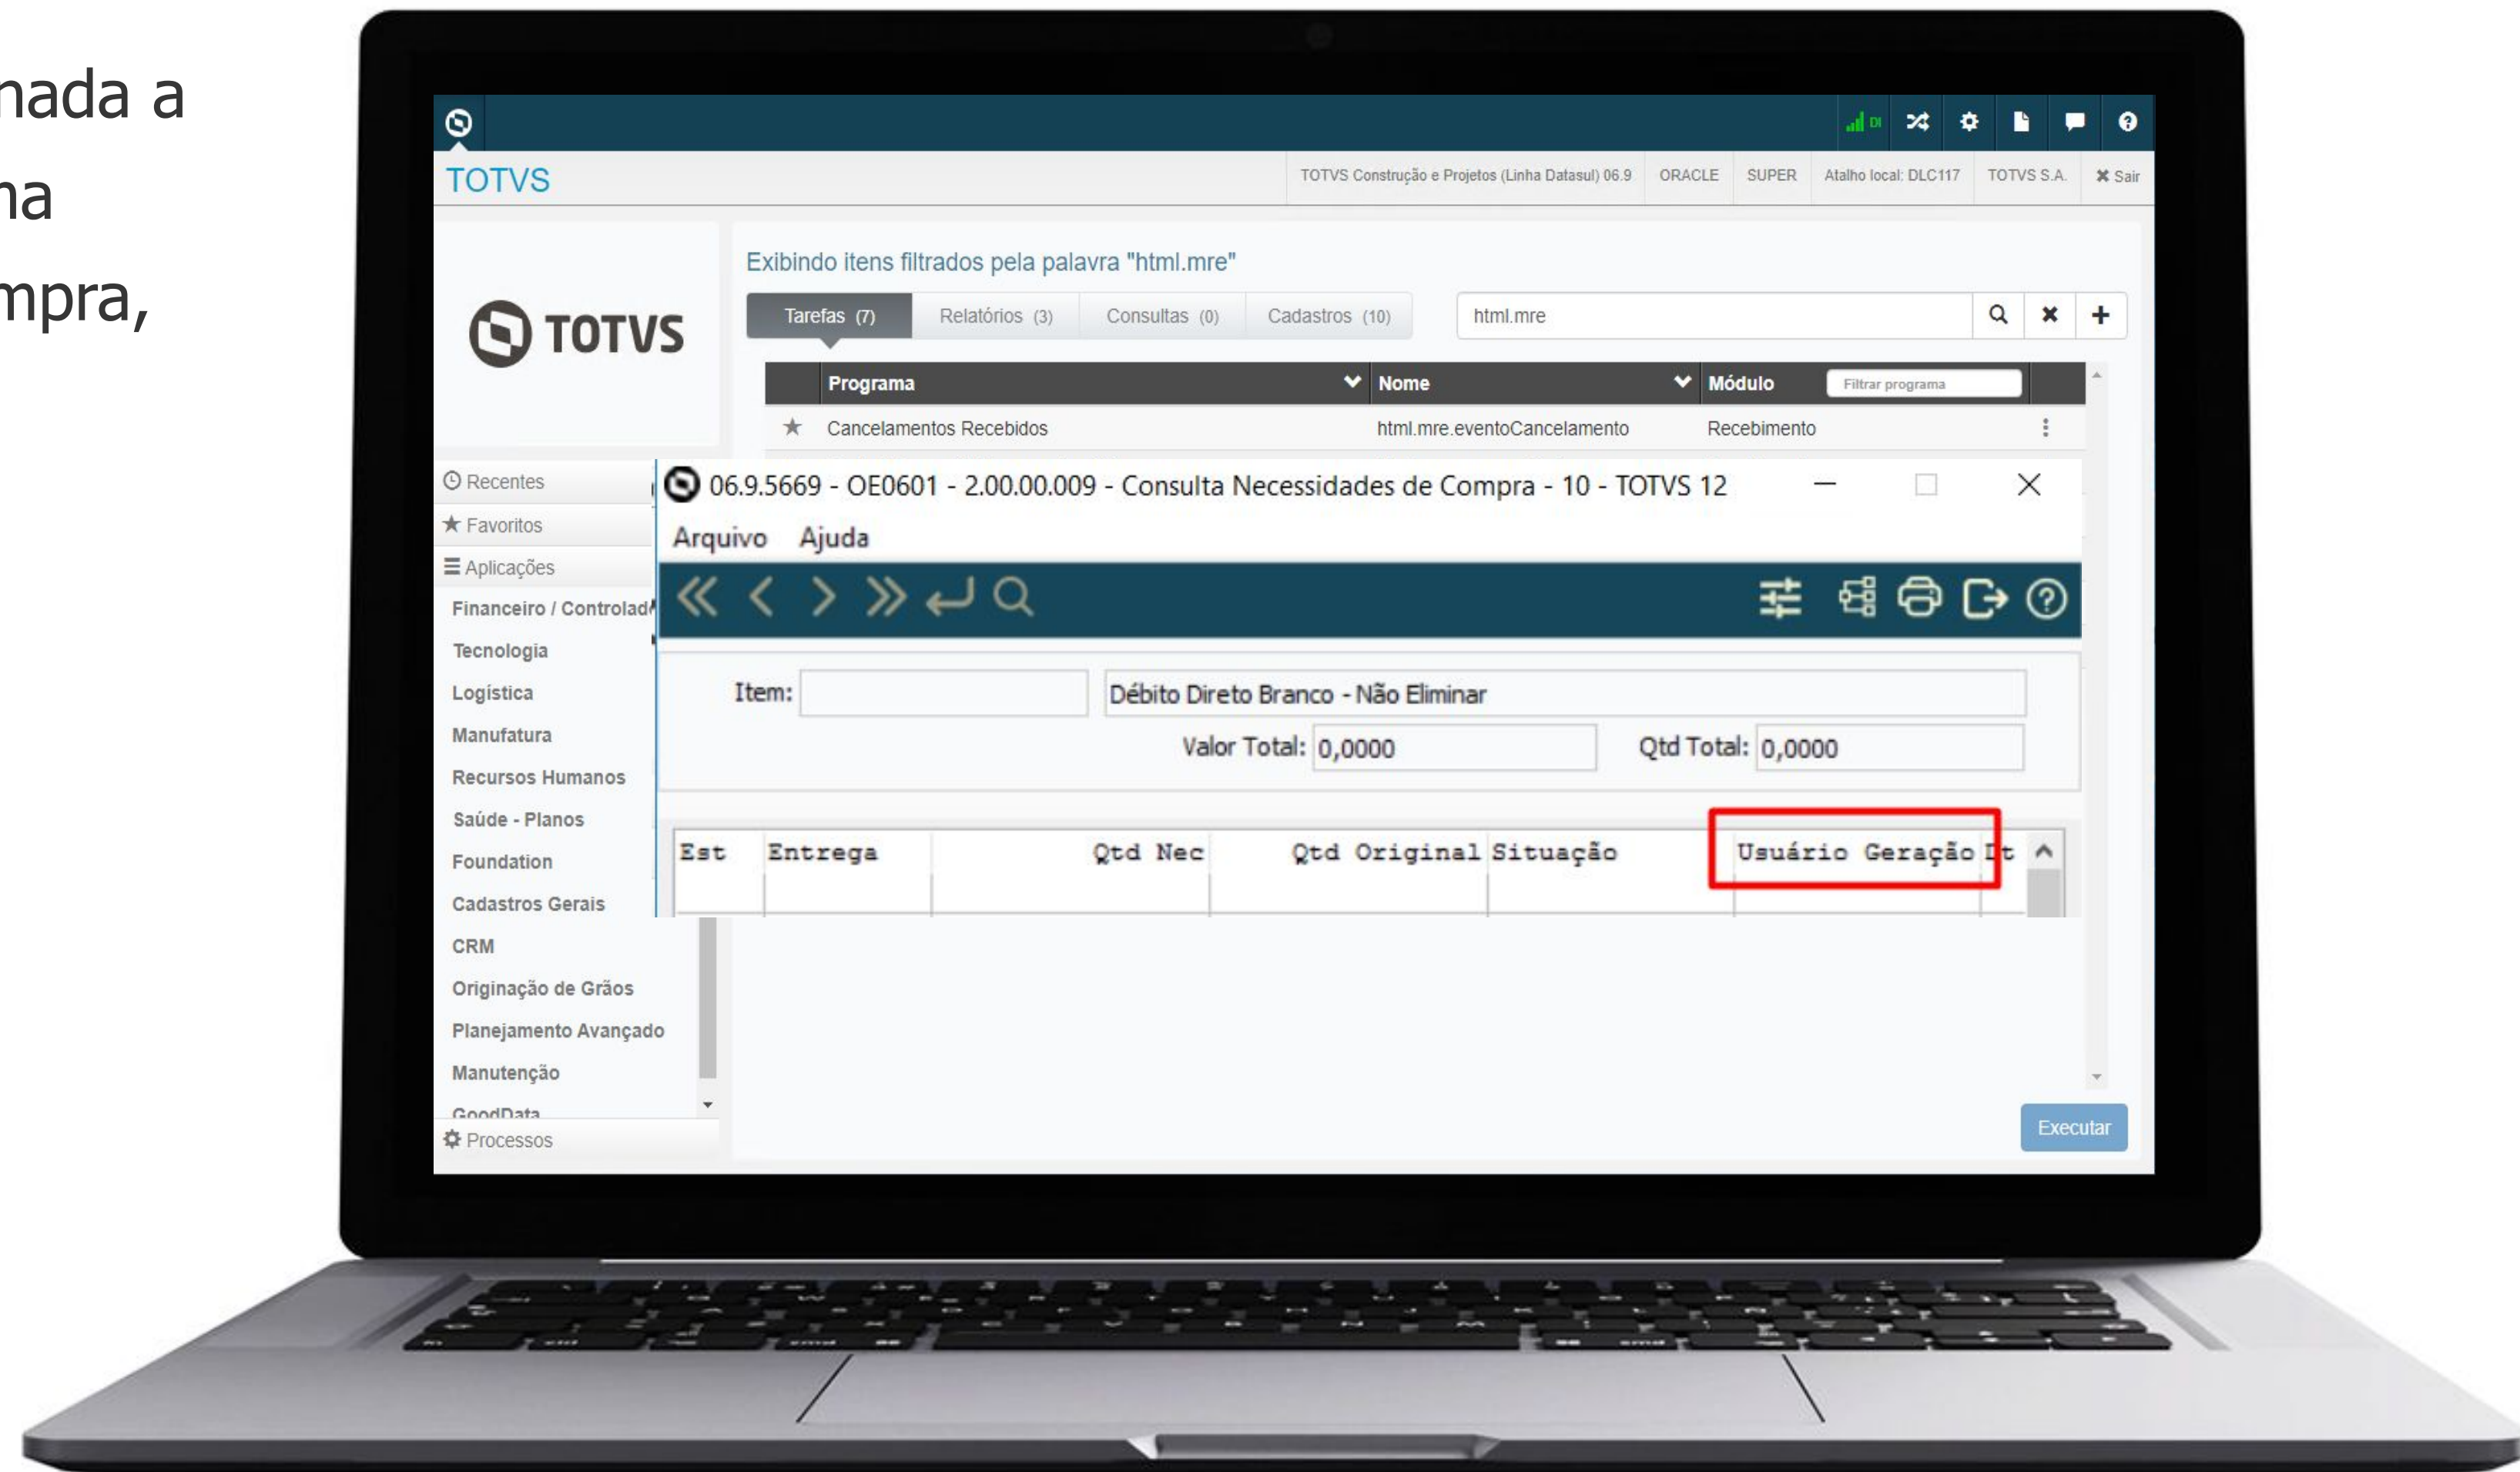 nada a
na
mpra,
DI
TOTVS
TOTVS Construção e Projetos (Linha Datasul) 06.9 ORACLE SUPER Atalho local: DLC117 TOTVS S.A. Sair
TOTVS
Exibindo itens filtrados pela palavra "html.mre"
Tarefas (7) Relatórios (3) Consultas (0) Cadastros (10) html.mre
Programa Nome Módulo Filtrar programa
Cancelamentos Recebidos html.mre.eventoCancelamento Recebimento
Recentes
Favoritos
Aplicações
Financeiro / Controlad
Tecnologia
Logística
Manufatura
Recursos Humanos
Saúde - Planos
Foundation
Cadastros Gerais
CRM
Originação de Grãos
Planejamento Avançado
Manutenção
GoodData
Processos
06.9.5669 - OE0601 - 2.00.00.009 - Consulta Necessidades de Compra - 10 - TOTVS 12
Arquivo Ajuda
Item: Débito Direto Branco - Não Eliminar
Valor Total: 0,0000 Qtd Total: 0,0000
Est Entrega Qtd Nec Qtd Original Situação Usuário Geração Dt
Executar